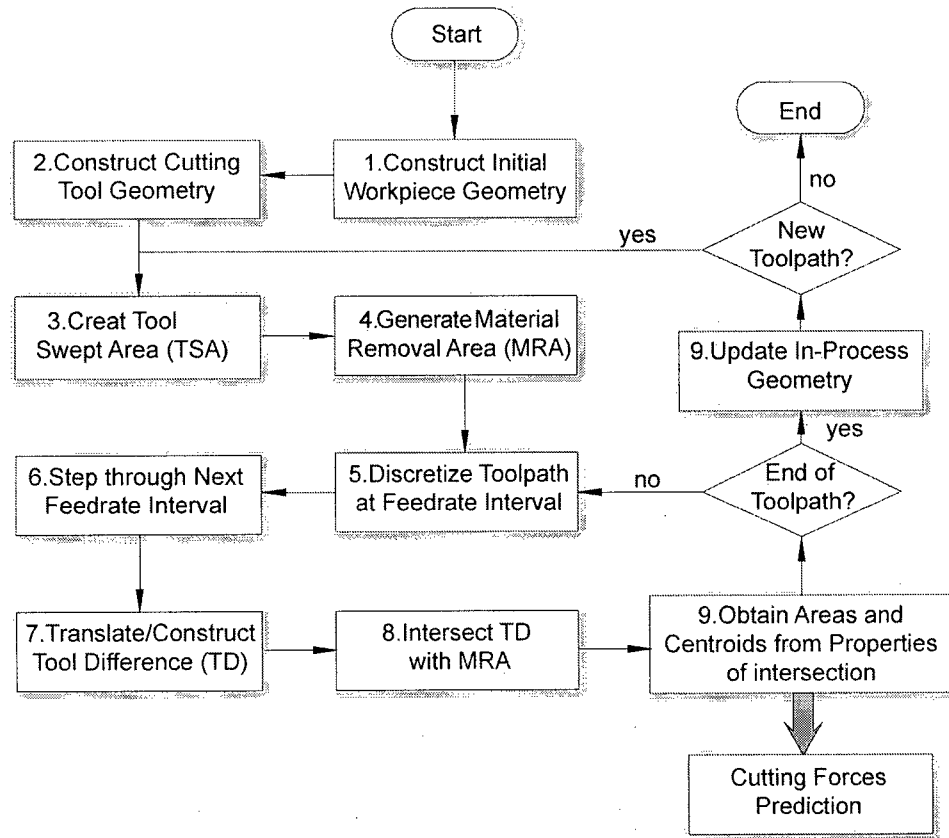 Start
End
2.Construct Cutting
Tool Geometry
1.Construct Initial
Workpiece Geometry
no
yes
New
Toolpath?
3.Creat Tool
Swept Area (TSA)
4.Generate Material
Removal Area (MRA)
9.Update In-Process
Geometry
yes
6.Step through Next
Feedrate Interval
5.Discretize Toolpath
at Feedrate Interval
no
End of
Toolpath?
7.Translate/Construct
Tool Difference (TD)
8.Intersect TD
with MRA
9.Obtain Areas and
Centroids from Properties
of intersection
Cutting Forces
Prediction